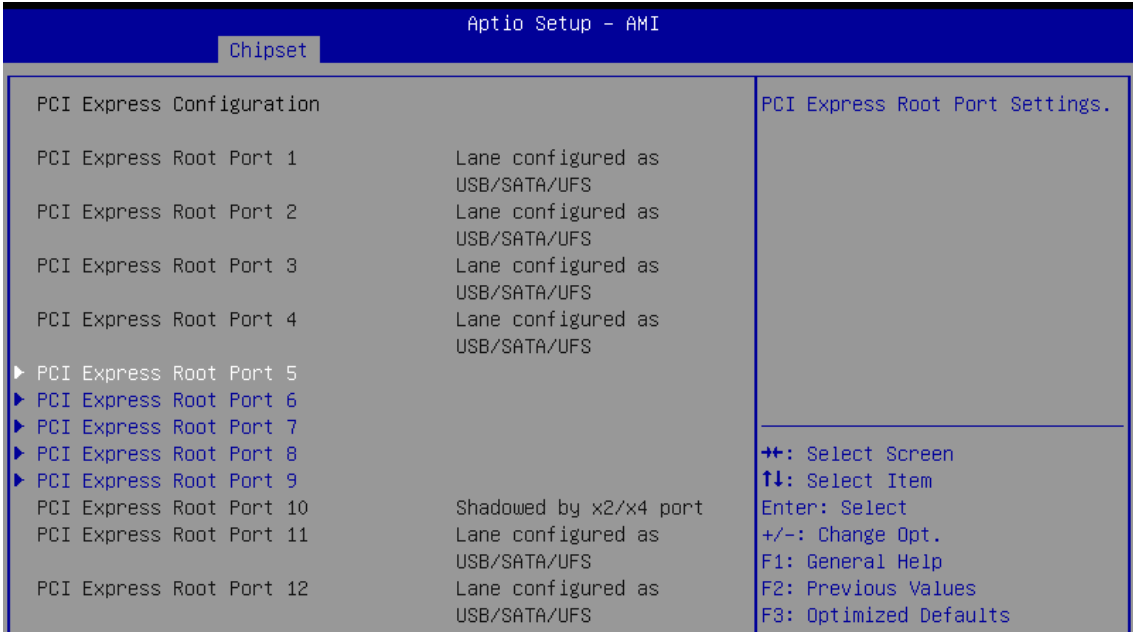 Aptio Setup – AMI
Chipset
PCI Express Configuration
PCI Express Root Port 1 Lane configured as
USB/SATA/UFS
PCI Express Root Port 2 Lane configured as
USB/SATA/UFS
PCI Express Root Port 3 Lane configured as
USB/SATA/UFS
PCI Express Root Port 4 Lane configured as
USB/SATA/UFS
PCI Express Root Port 5
PCI Express Root Port 6
PCI Express Root Port 7
PCI Express Root Port 8
PCI Express Root Port 9
PCI Express Root Port 10 Shadowed by x2/x4 port
PCI Express Root Port 11 Lane configured as
USB/SATA/UFS
PCI Express Root Port 12 Lane configured as
USB/SATA/UFS
PCI Express Root Port Settings.
→←: Select Screen
↑↓: Select Item
Enter: Select
+/-: Change Opt.
F1: General Help
F2: Previous Values
F3: Optimized Defaults